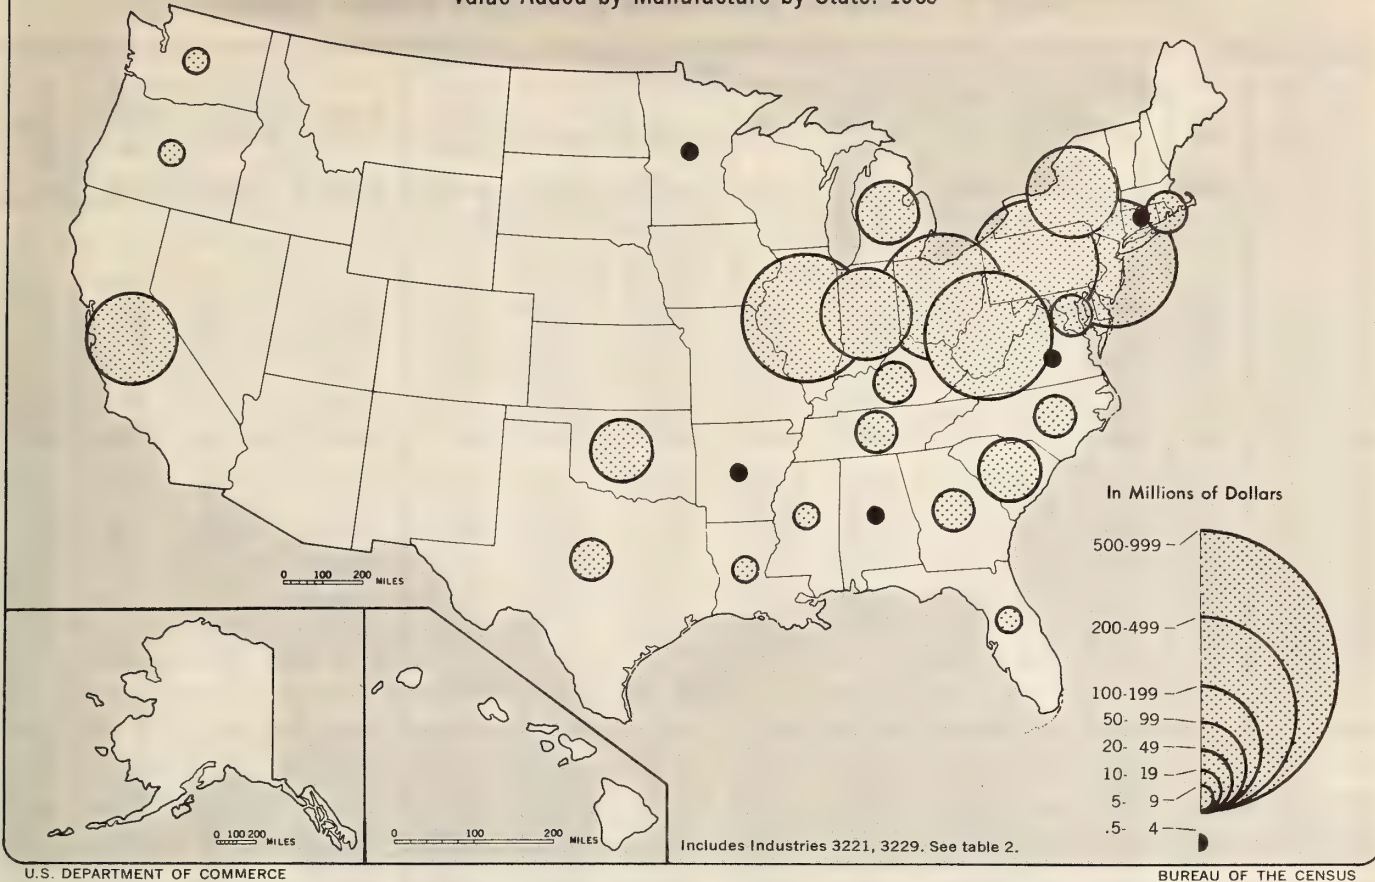 Value Added by Manufacture by State: 1963
In Millions of Dollars
500-999
200-499
100-199
50- 99
20- 49
10- 19
5- 9
.5- 4
0 100 200 MILES
0 100 200 MILES
0 100 200 MILES
Includes Industries 3221, 3229. See table 2.
U.S. DEPARTMENT OF COMMERCE
BUREAU OF THE CENSUS